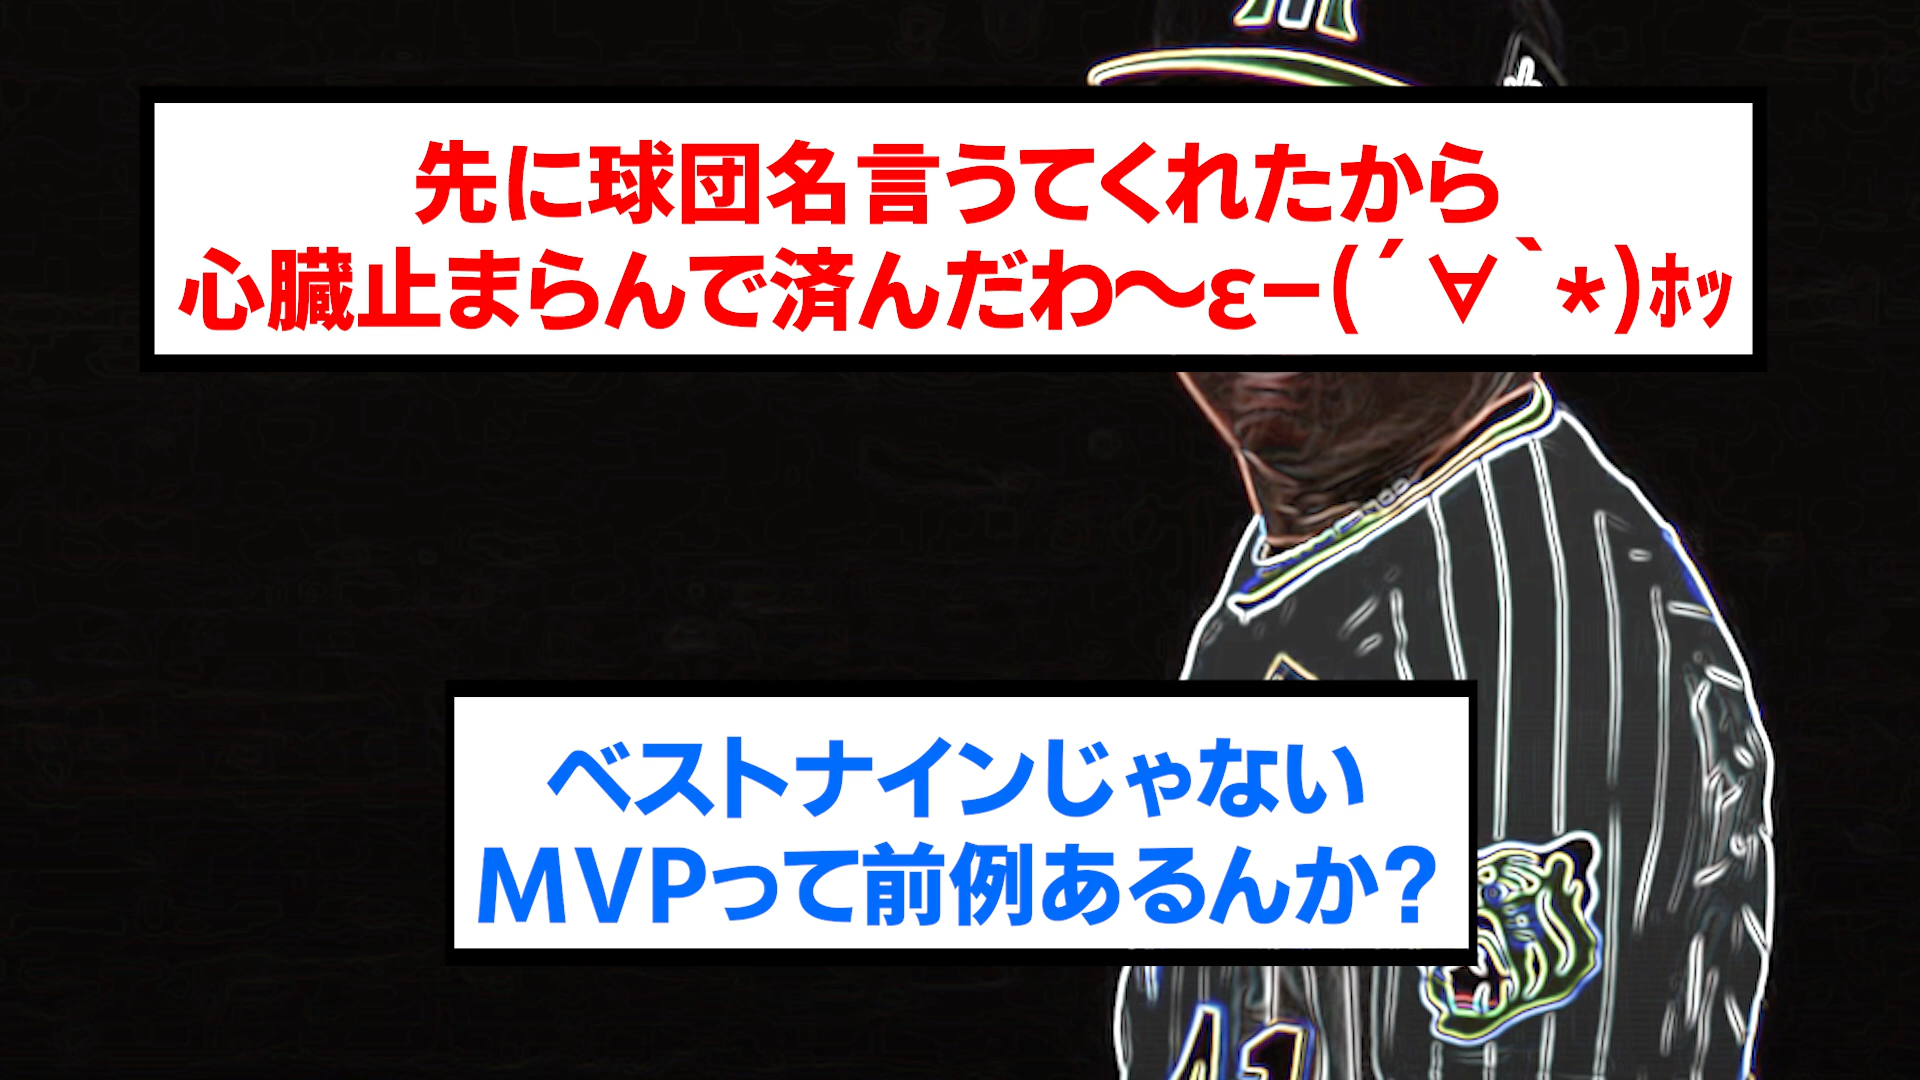 先に球団名言うてくれたから
心臓止まらんで済んだわ～ε−(´∀｀*)ﾎｯ
ベストナインじゃない
MVPって前例あるんか？
41